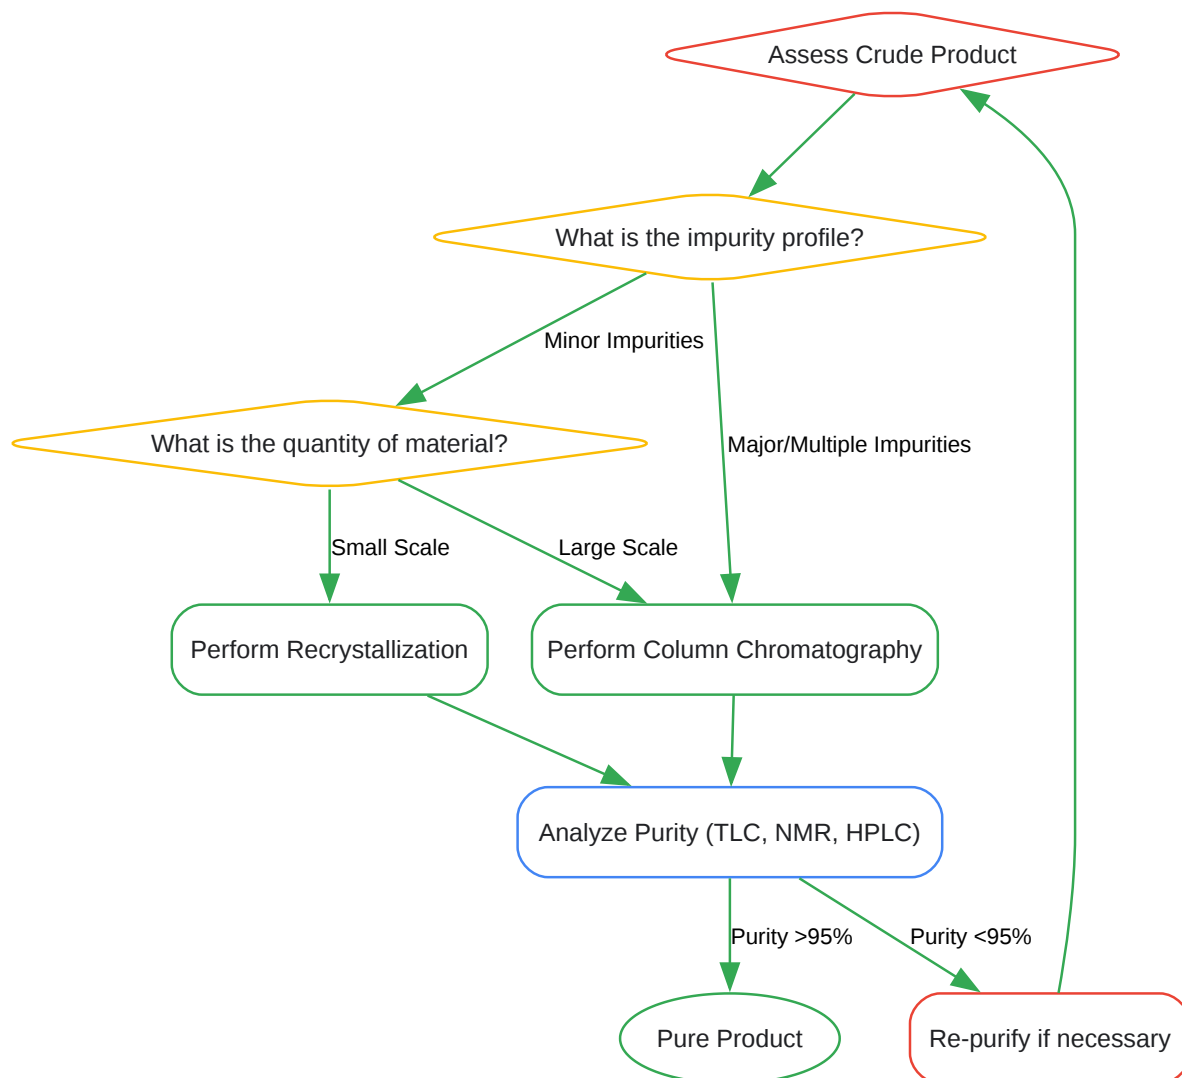 Assess Crude Product
What is the impurity profile?
Minor Impurities
What is the quantity of material?
Major/Multiple Impurities
Small Scale
Large Scale
Perform Recrystallization
Perform Column Chromatography
Analyze Purity (TLC, NMR, HPLC)
Purity >95%
Purity <95%
Pure Product
Re-purify if necessary